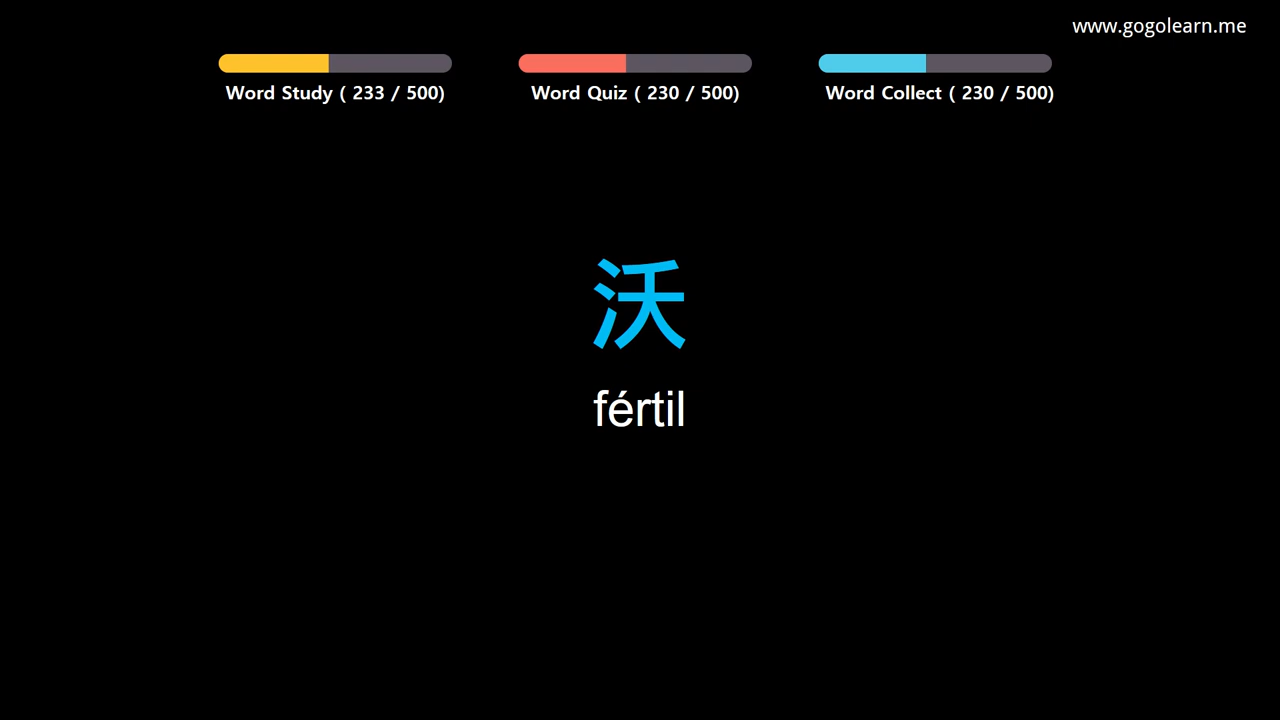 www.gogolearn.me
Word Study ( 233 / 500)
Word Quiz ( 230 / 500)
Word Collect ( 230 / 500)
沃
fértil